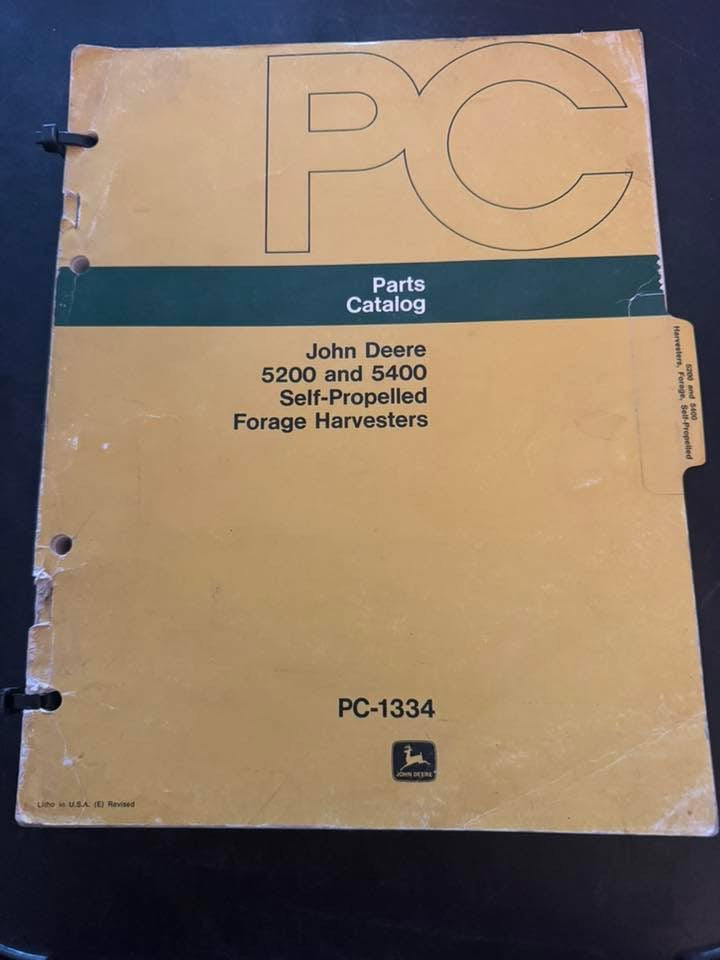 PC
Parts
Catalog
John Deere
5200 and 5400
Self-Propelled
Forage Harvesters
5200 and 5400
Harvesters, Forage, Self-Propelled
PC-1334
JOHN DEERE
Litho in U.S.A. (E) Revised